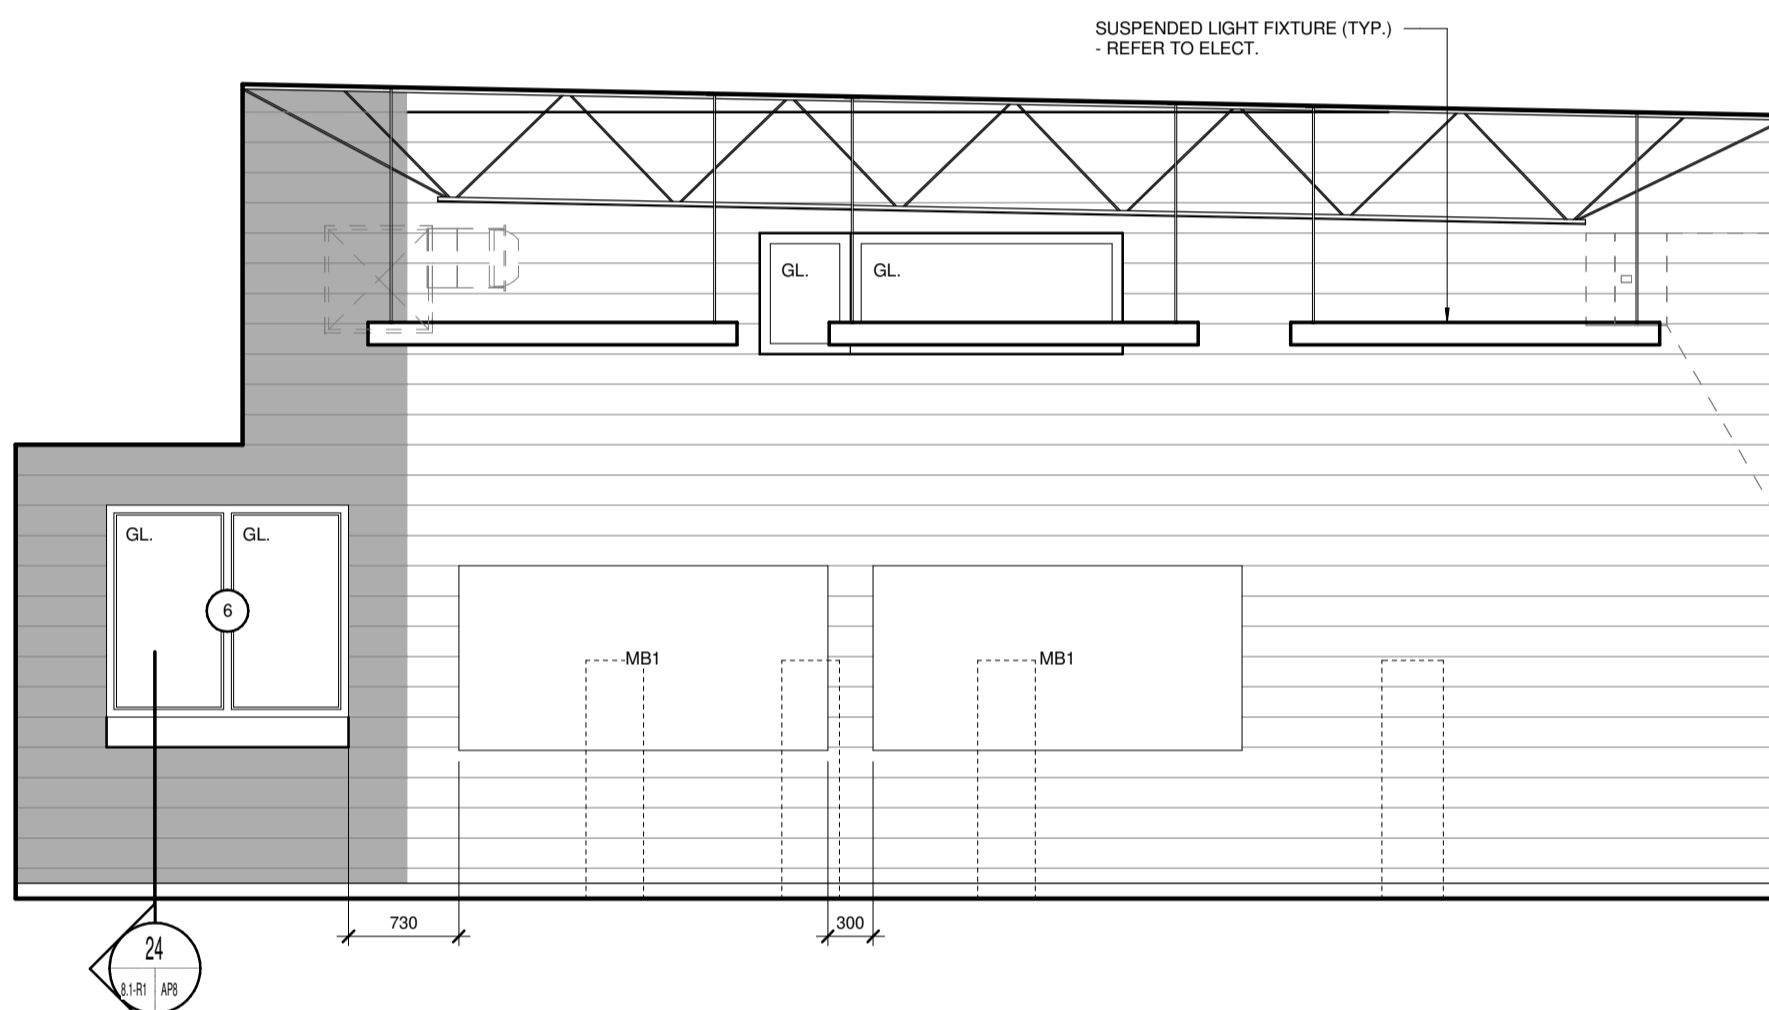 SUSPENDED LIGHT FIXTURE (TYP.)
- REFER TO ELECT.
GL.
GL.
GL.
GL.
6
MB1
MB1
730
300
24
8.1-R1
AP8